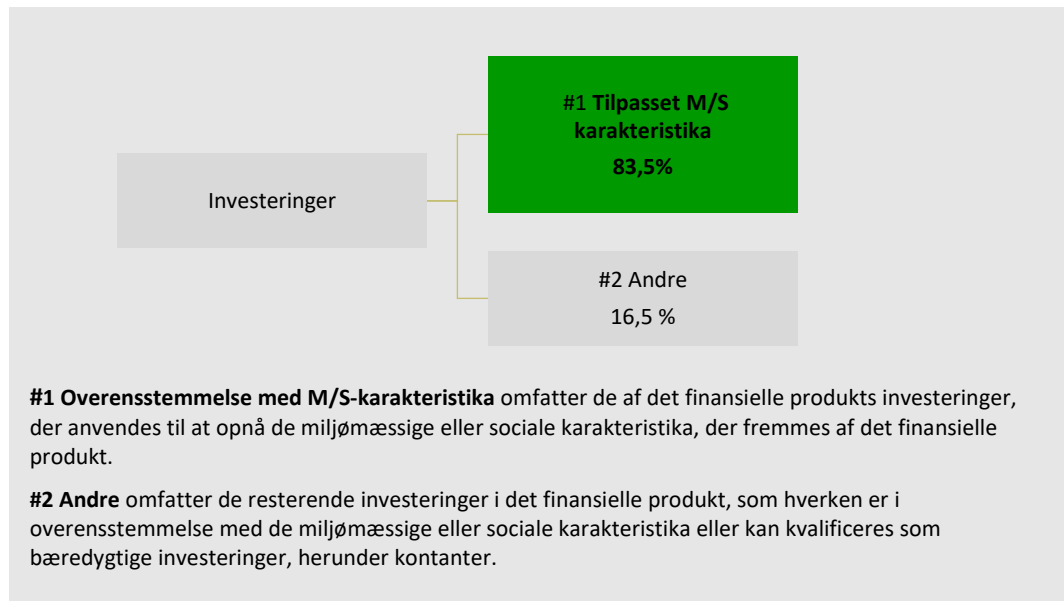 #1 Tilpasset M/S
karakteristika
83,5%
Investeringer
#2 Andre
16,5 %
#1 Overensstemmelse med M/S-karakteristika omfatter de af det finansielle produkts investeringer,
der anvendes til at opnå de miljømæssige eller sociale karakteristika, der fremmes af det finansielle
produkt.
#2 Andre omfatter de resterende investeringer i det finansielle produkt, som hverken er i
overensstemmelse med de miljømæssige eller sociale karakteristika eller kan kvalificeres som
bæredygtige investeringer, herunder kontanter.